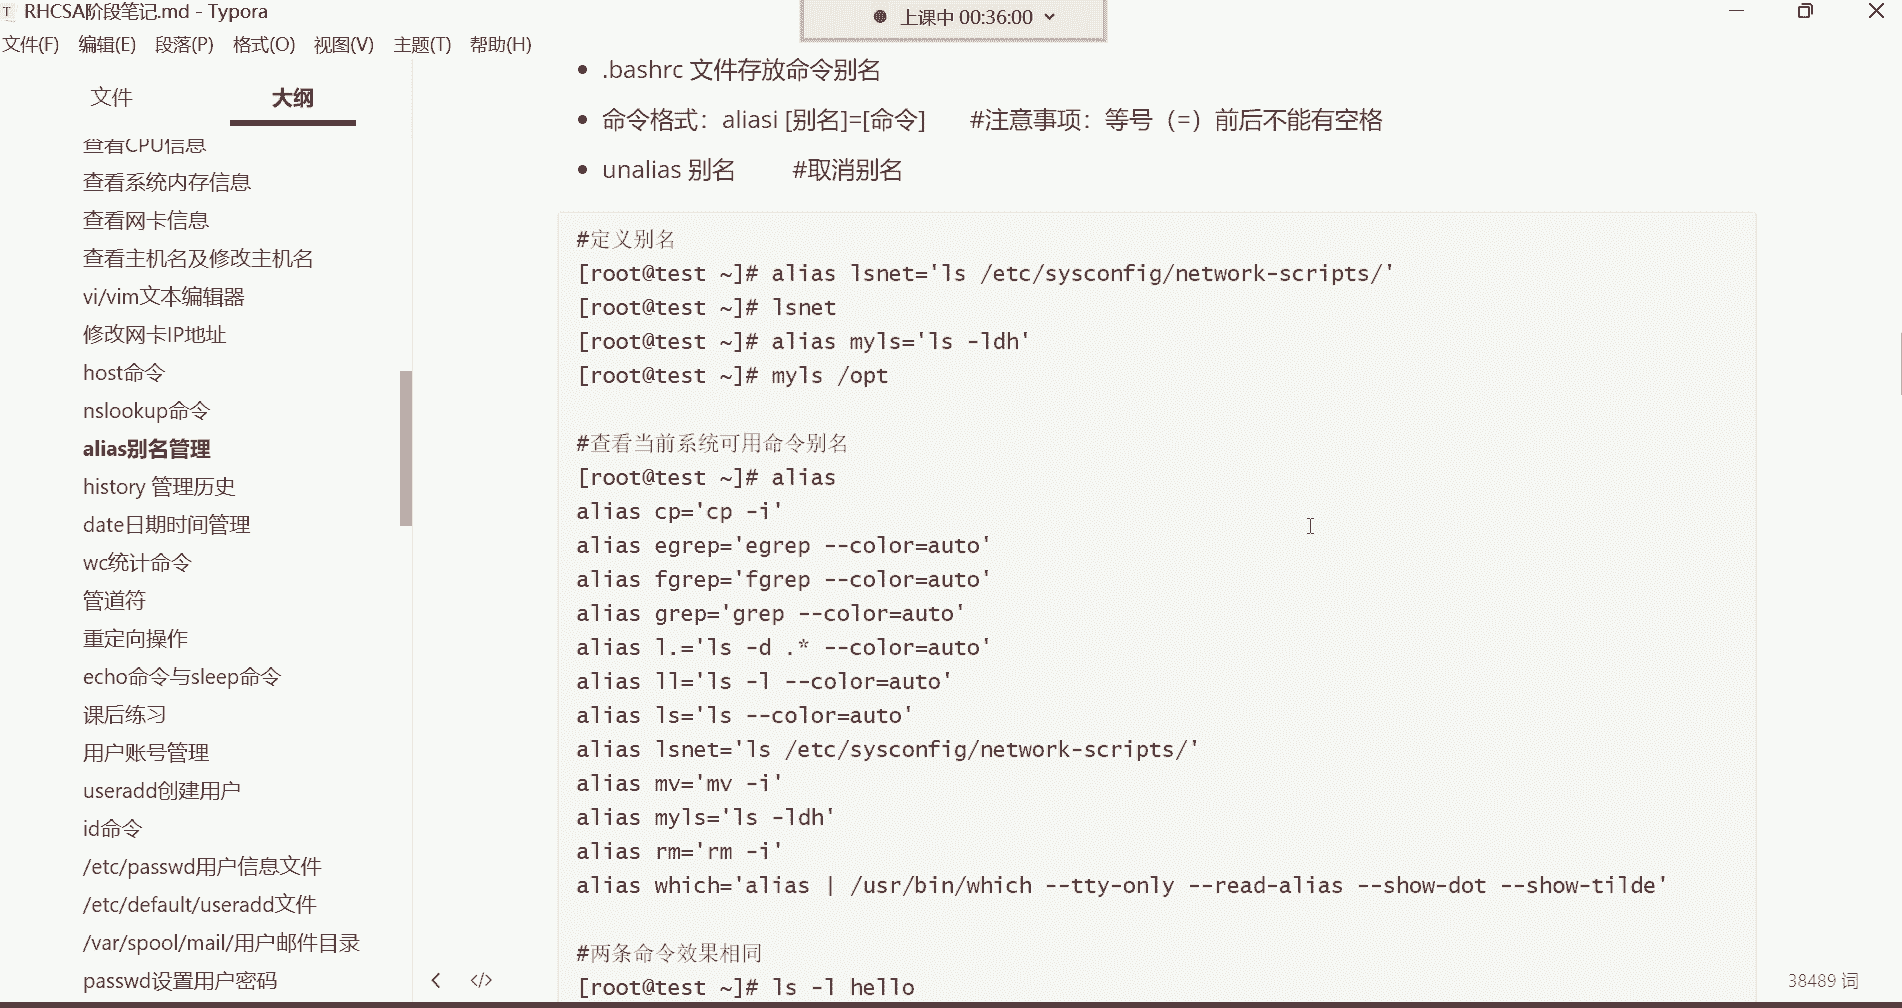 RHCSA阶段笔记.md - Typora
上课中 00:36:00
文件(F) 编辑(E) 段落(P) 格式(O) 视图(V) 主题(T) 帮助(H)
文件 大纲
查看CPU信息
查看系统内存信息
查看网卡信息
查看主机名及修改主机名
vi/vim文本编辑器
修改网卡IP地址
host命令
nslookup命令
alias别名管理
history 管理历史
date日期时间管理
wc统计命令
管道符
重定向操作
echo命令与sleep命令
课后练习
用户账号管理
useradd创建用户
id命令
/etc/passwd用户信息文件
/etc/default/useradd文件
/var/spool/mail/用户邮件目录
passwd设置用户密码
.bashrc 文件存放命令别名
命令格式：aliasi [别名]=[命令] #注意事项：等号（=）前后不能有空格
unalias 别名 #取消别名
#定义别名
[root@test ~]# alias lsnet='ls /etc/sysconfig/network-scripts/'
[root@test ~]# lsnet
[root@test ~]# alias myls='ls -ldh'
[root@test ~]# myls /opt
#查看当前系统可用命令别名
[root@test ~]# alias
alias cp='cp -i'
alias egrep='egrep --color=auto'
alias fgrep='fgrep --color=auto'
alias grep='grep --color=auto'
alias l.='ls -d .* --color=auto'
alias ll='ls -l --color=auto'
alias ls='ls --color=auto'
alias lsnet='ls /etc/sysconfig/network-scripts/'
alias mv='mv -i'
alias myls='ls -ldh'
alias rm='rm -i'
alias which='alias | /usr/bin/which --tty-only --read-alias --show-dot --show-tilde'
#两条命令效果相同
[root@test ~]# ls -l hello
38489 词